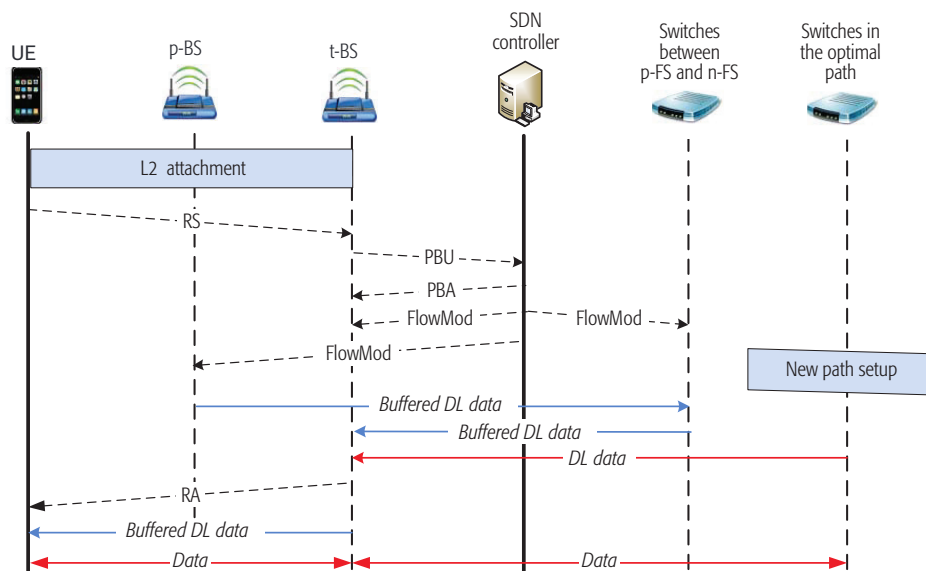 UE
p-BS
t-BS
SDN
controller
Switches
between
p-FS and n-FS
Switches in
the optimal
path
L2 attachment
RS
PBU
PBA
FlowMod
FlowMod
FlowMod
New path setup
Buffered DL data
Buffered DL data
DL data
RA
Buffered DL data
Data
Data